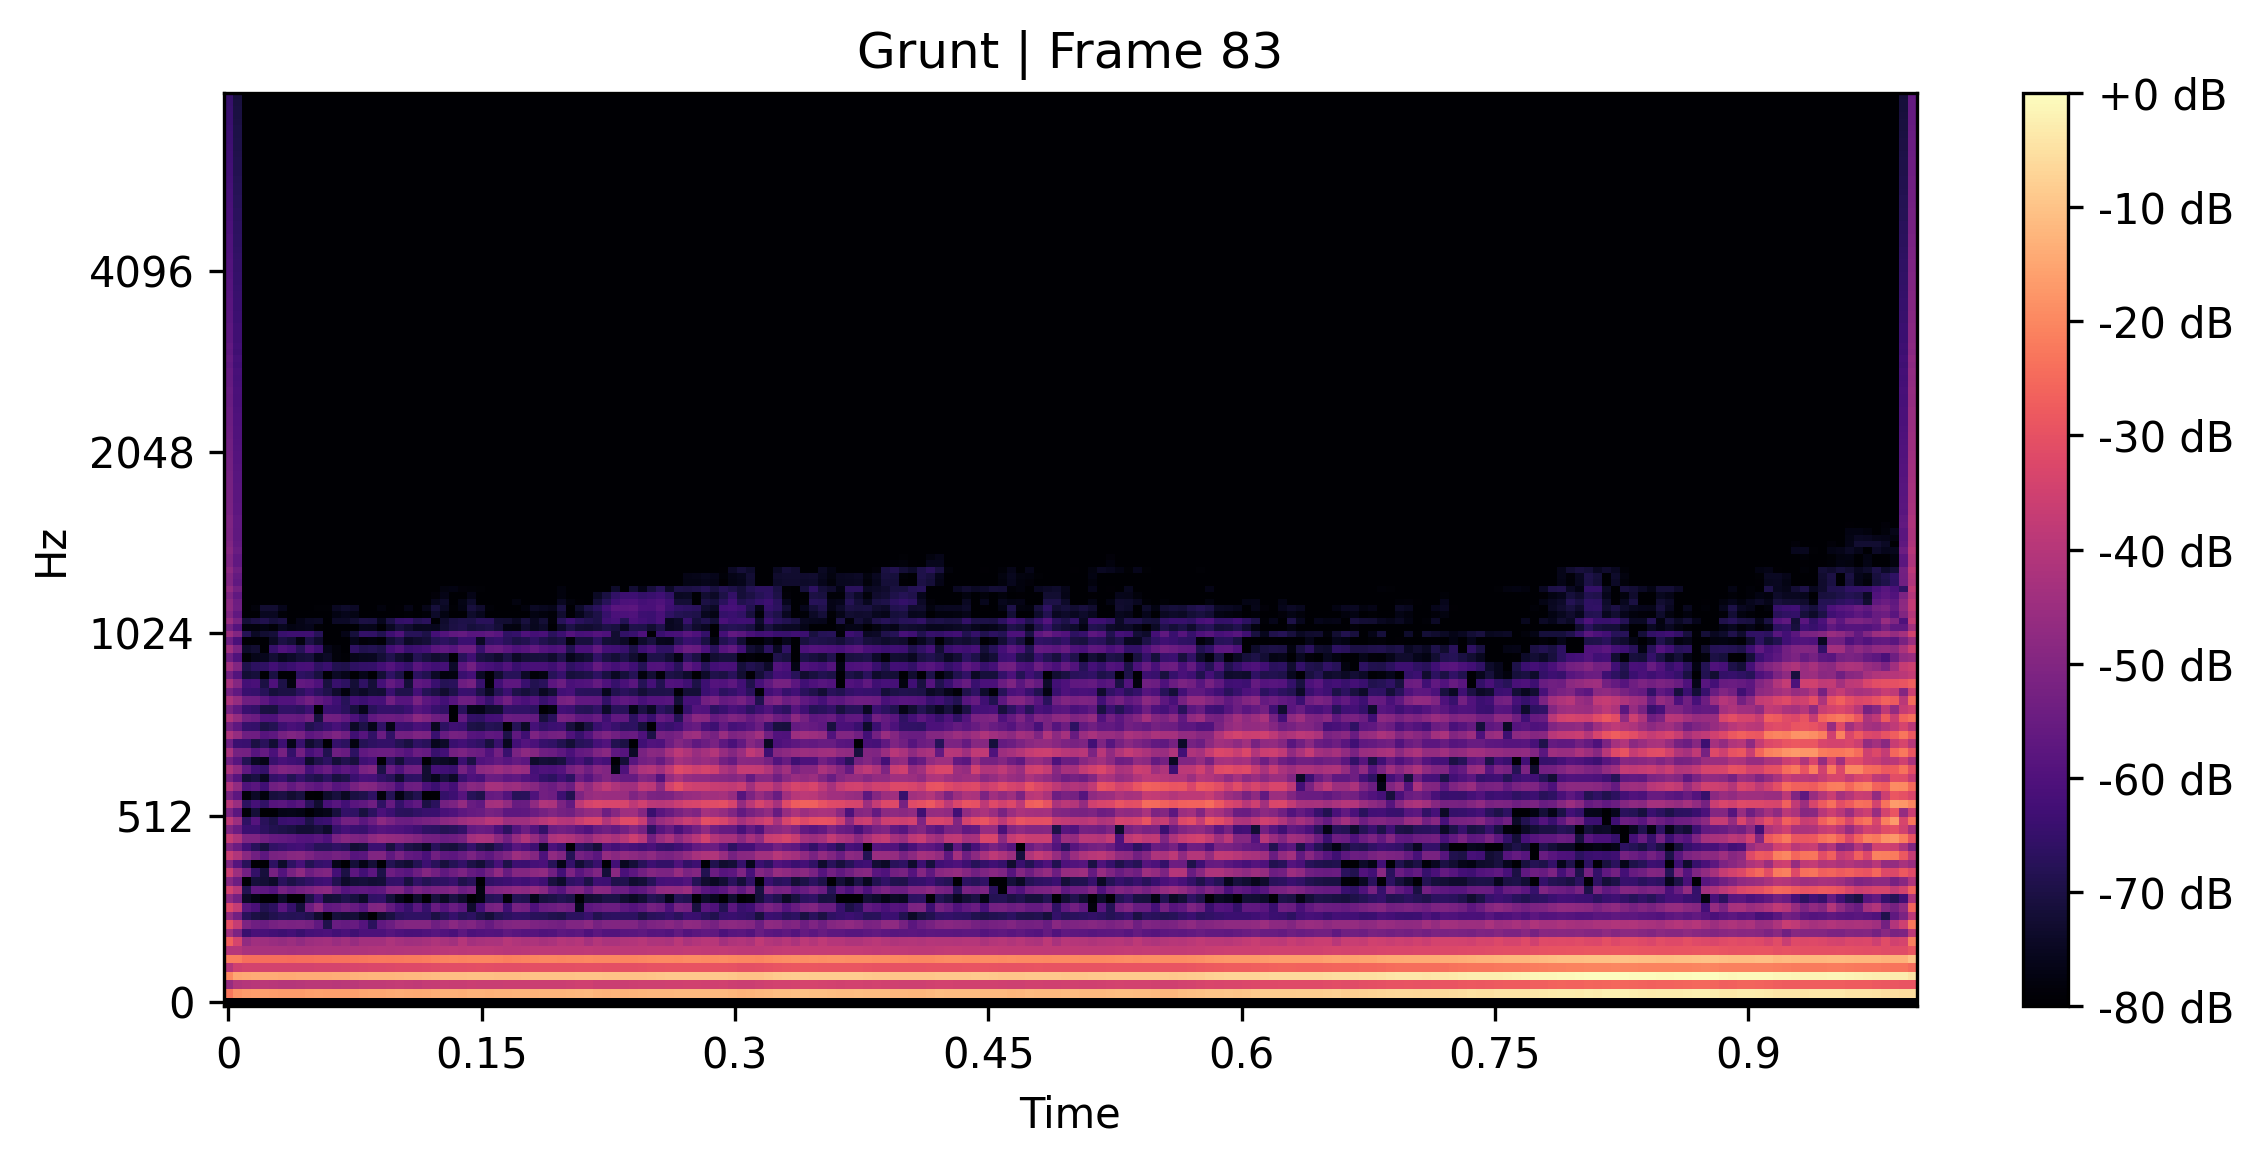 Grunt | Frame 83
+0 dB
-10 dB
-20 dB
-30 dB
-40 dB
-50 dB
-60 dB
-70 dB
-80 dB
Hz
4096
2048
1024
512
0
0 0.15 0.3 0.45 0.6 0.75 0.9
Time